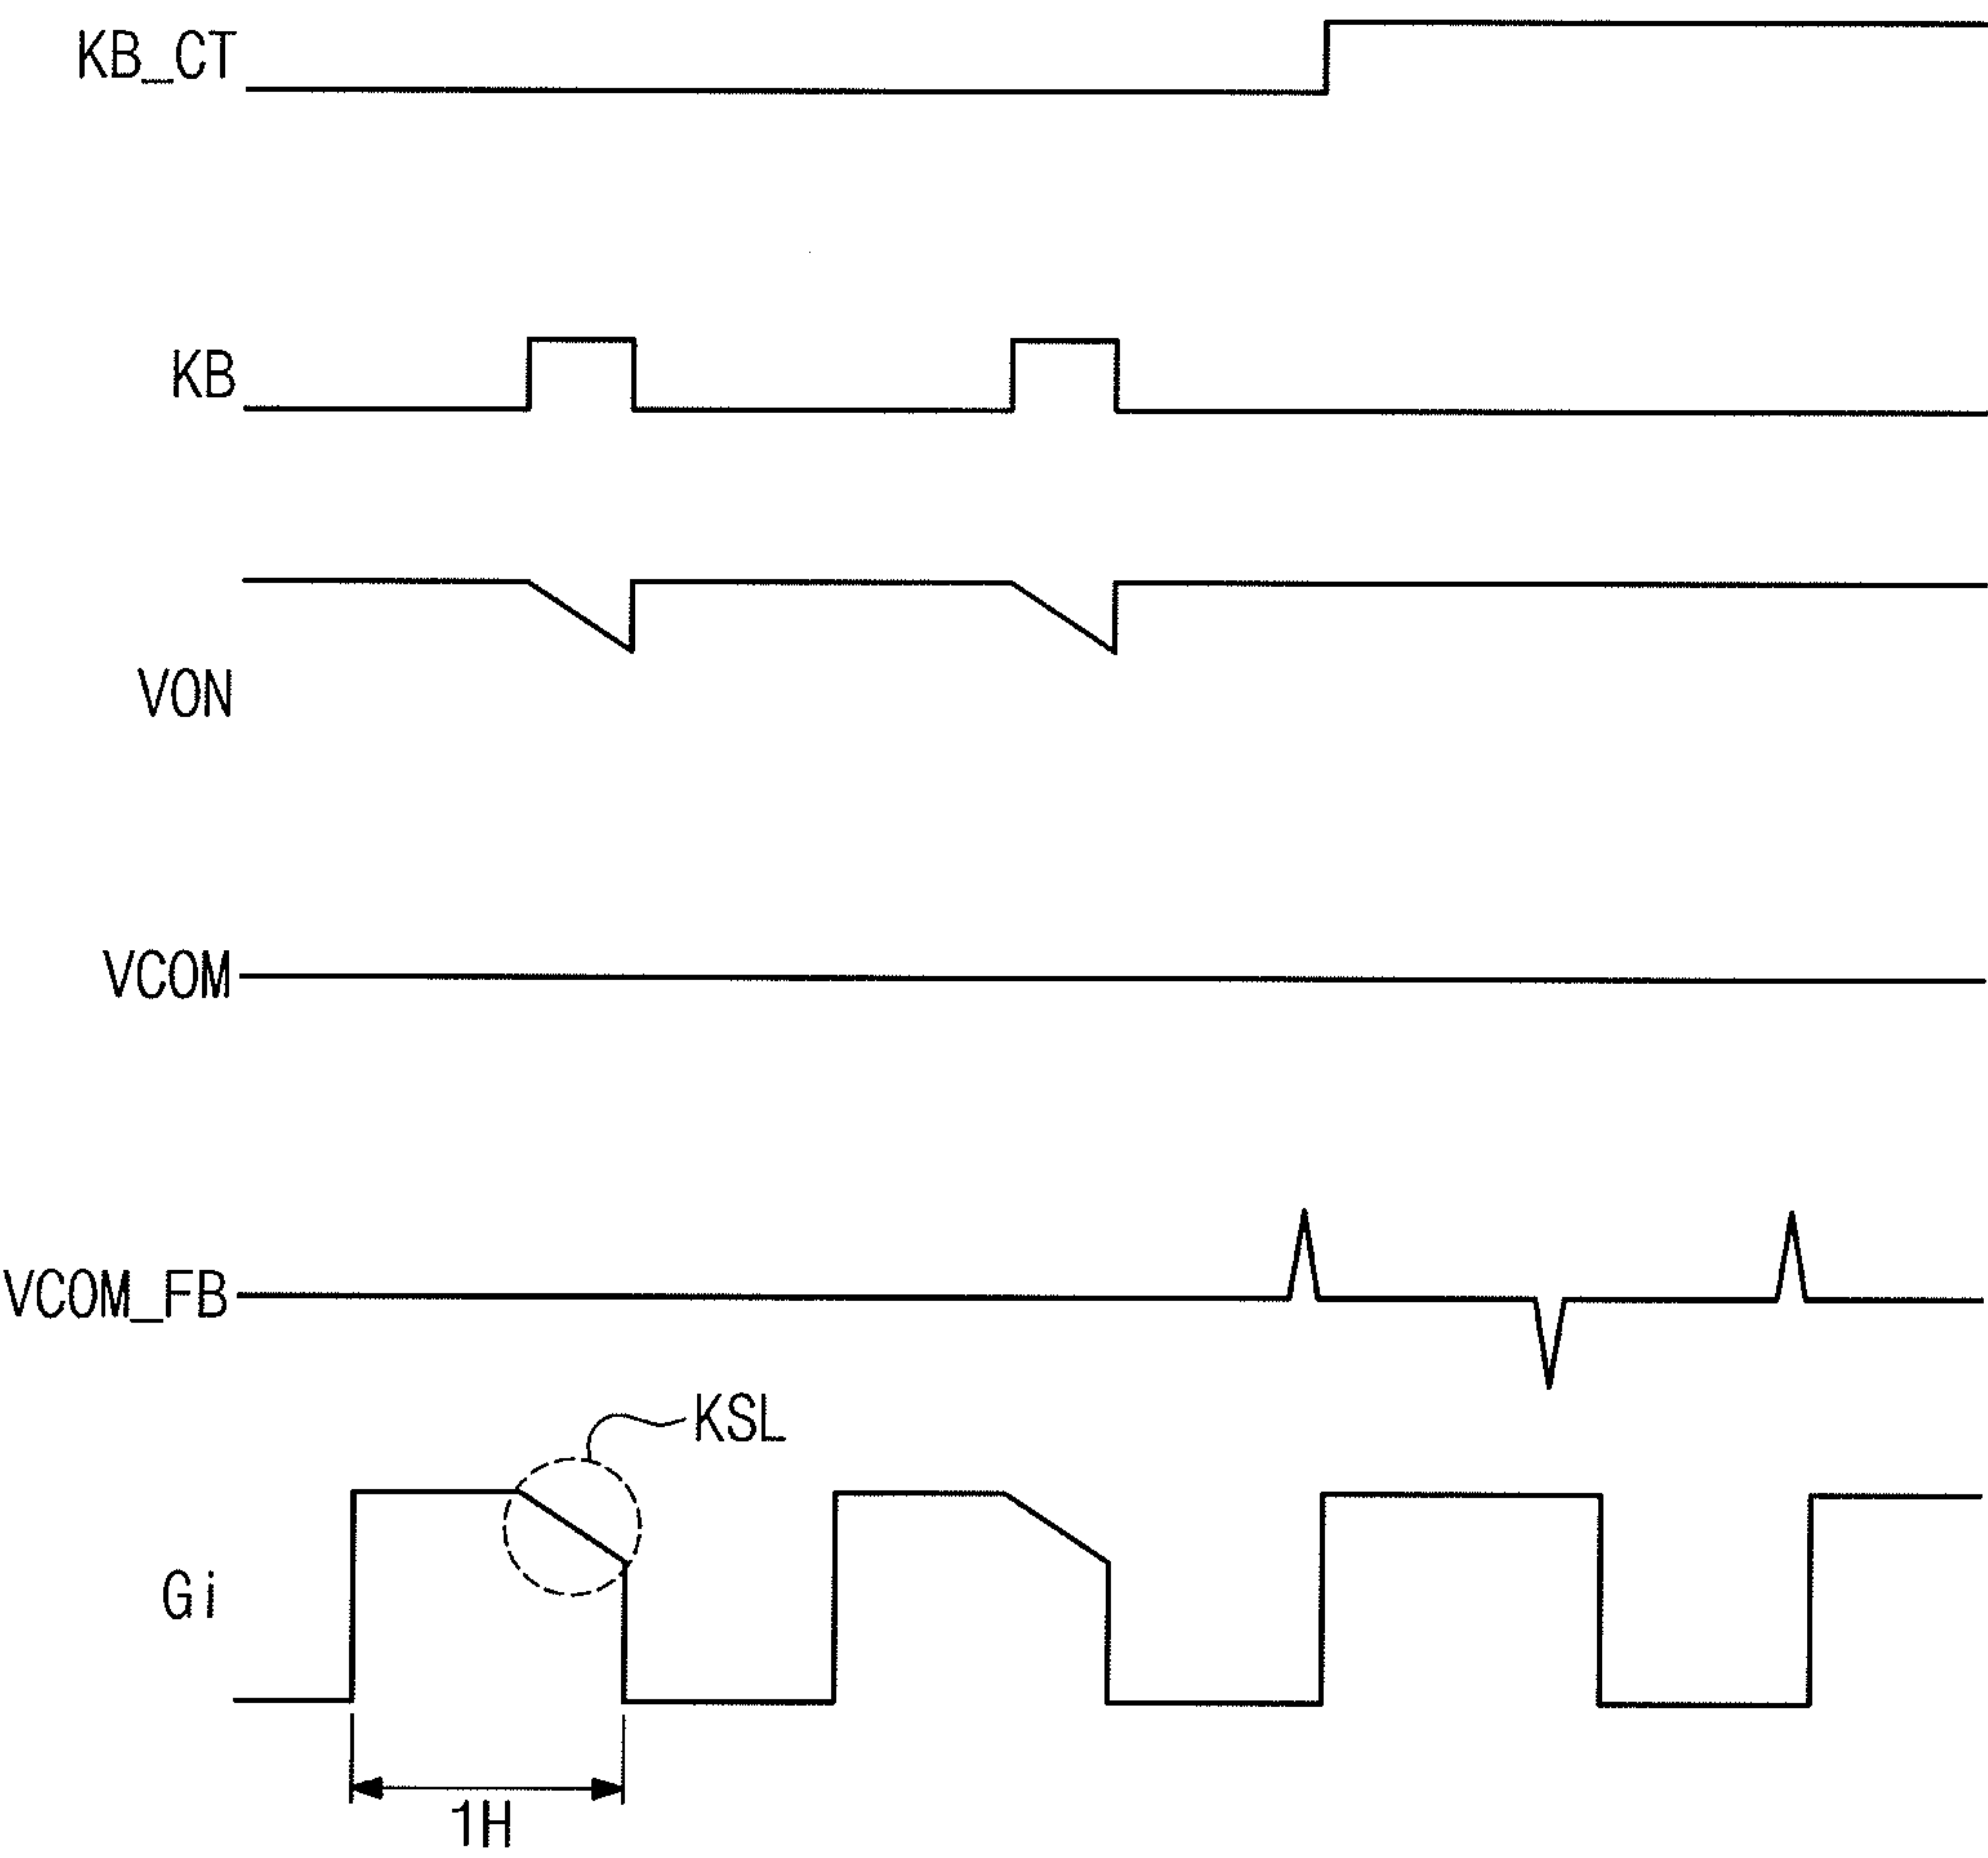 KB_CT
KB
VON
VCOM
VCOM_FB
KSL
Gi
1H